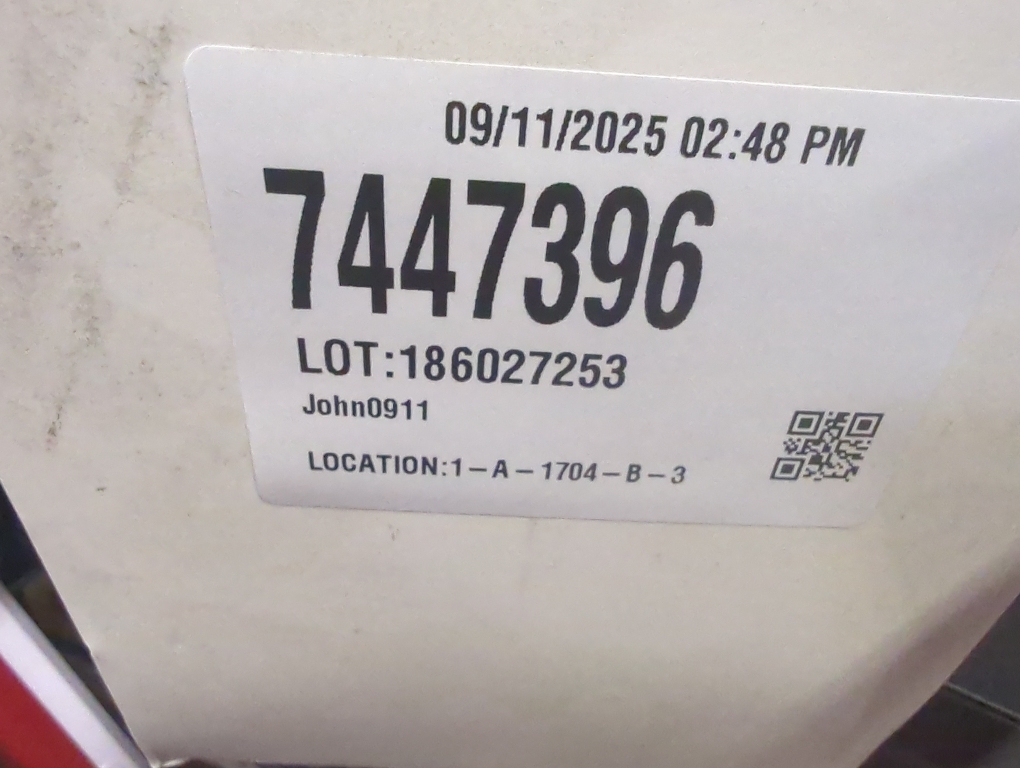 09/11/2025 02:48 PM
7447396
LOT:186027253
John0911
LOCATION:1-A-1704-B-3